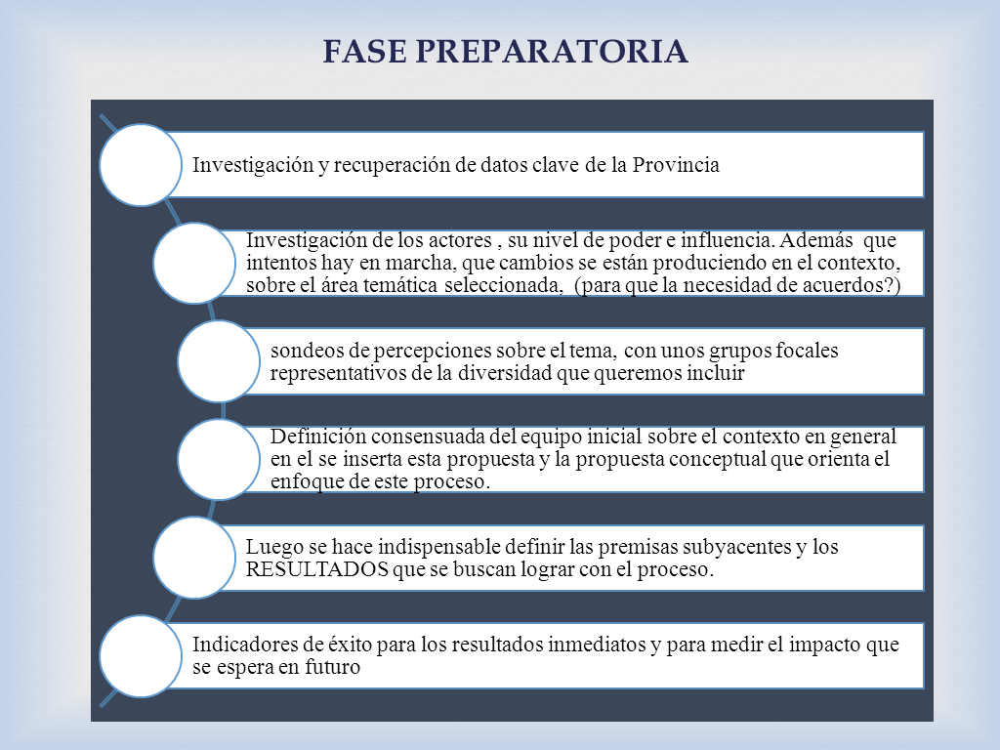 FASE PREPARATORIA
Investigación y recuperación de datos clave de la Provincia
Investigación de los actores , su nivel de poder e influencia. Además  que
intentos hay en marcha, que cambios se están produciendo en el contexto,
sobre el área temática seleccionada,  (para que la necesidad de acuerdos?)
sondeos de percepciones sobre el tema, con unos grupos focales
representativos de la diversidad que queremos incluir
Definición consensuada del equipo inicial sobre el contexto en general
en el se inserta esta propuesta y la propuesta conceptual que orienta el
enfoque de este proceso.
Luego se hace indispensable definir las premisas subyacentes y los
RESULTADOS que se buscan lograr con el proceso.
Indicadores de éxito para los resultados inmediatos y para medir el impacto que
se espera en futuro